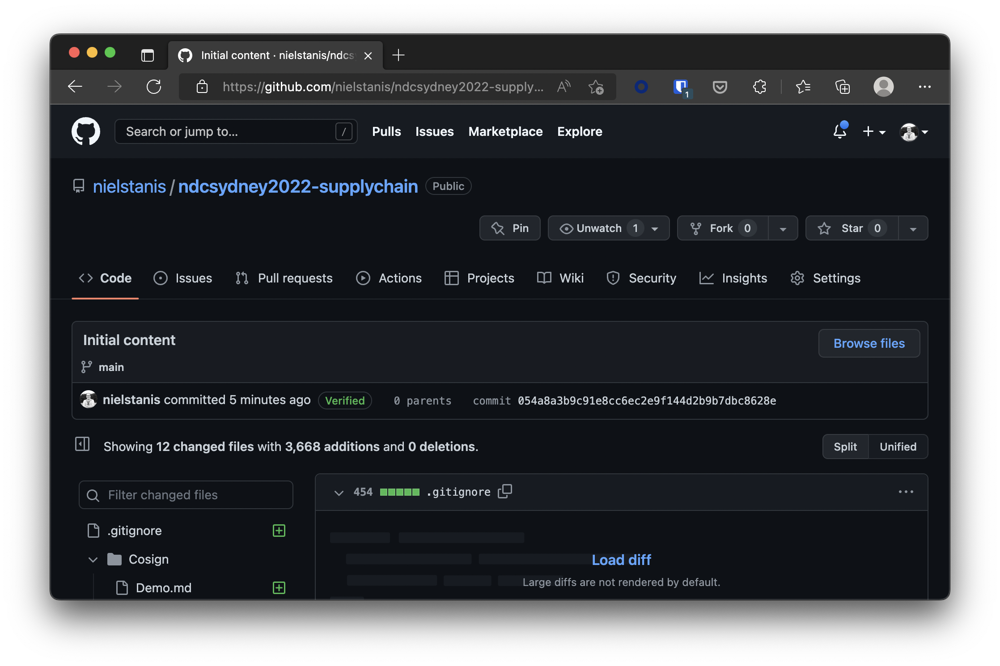 Initial content · nielstanis/ndcs
https://github.com/nielstanis/ndcsydney2022-supply...
1
Search or jump to...
/
Pulls
Issues
Marketplace
Explore
nielstanis / ndcsydney2022-supplychain Public
Pin
Unwatch 1
Fork 0
Star 0
Code
Issues
Pull requests
Actions
Projects
Wiki
Security
Insights
Settings
Initial content
Browse files
main
nielstanis committed 5 minutes ago Verified 0 parents commit 054a8a3b9c91e8cc6ec2e9f144d2b9b7dbc8628e
Showing 12 changed files with 3,668 additions and 0 deletions.
Split Unified
Filter changed files
.gitignore
Cosign
Demo.md
454 .gitignore
Load diff
Large diffs are not rendered by default.